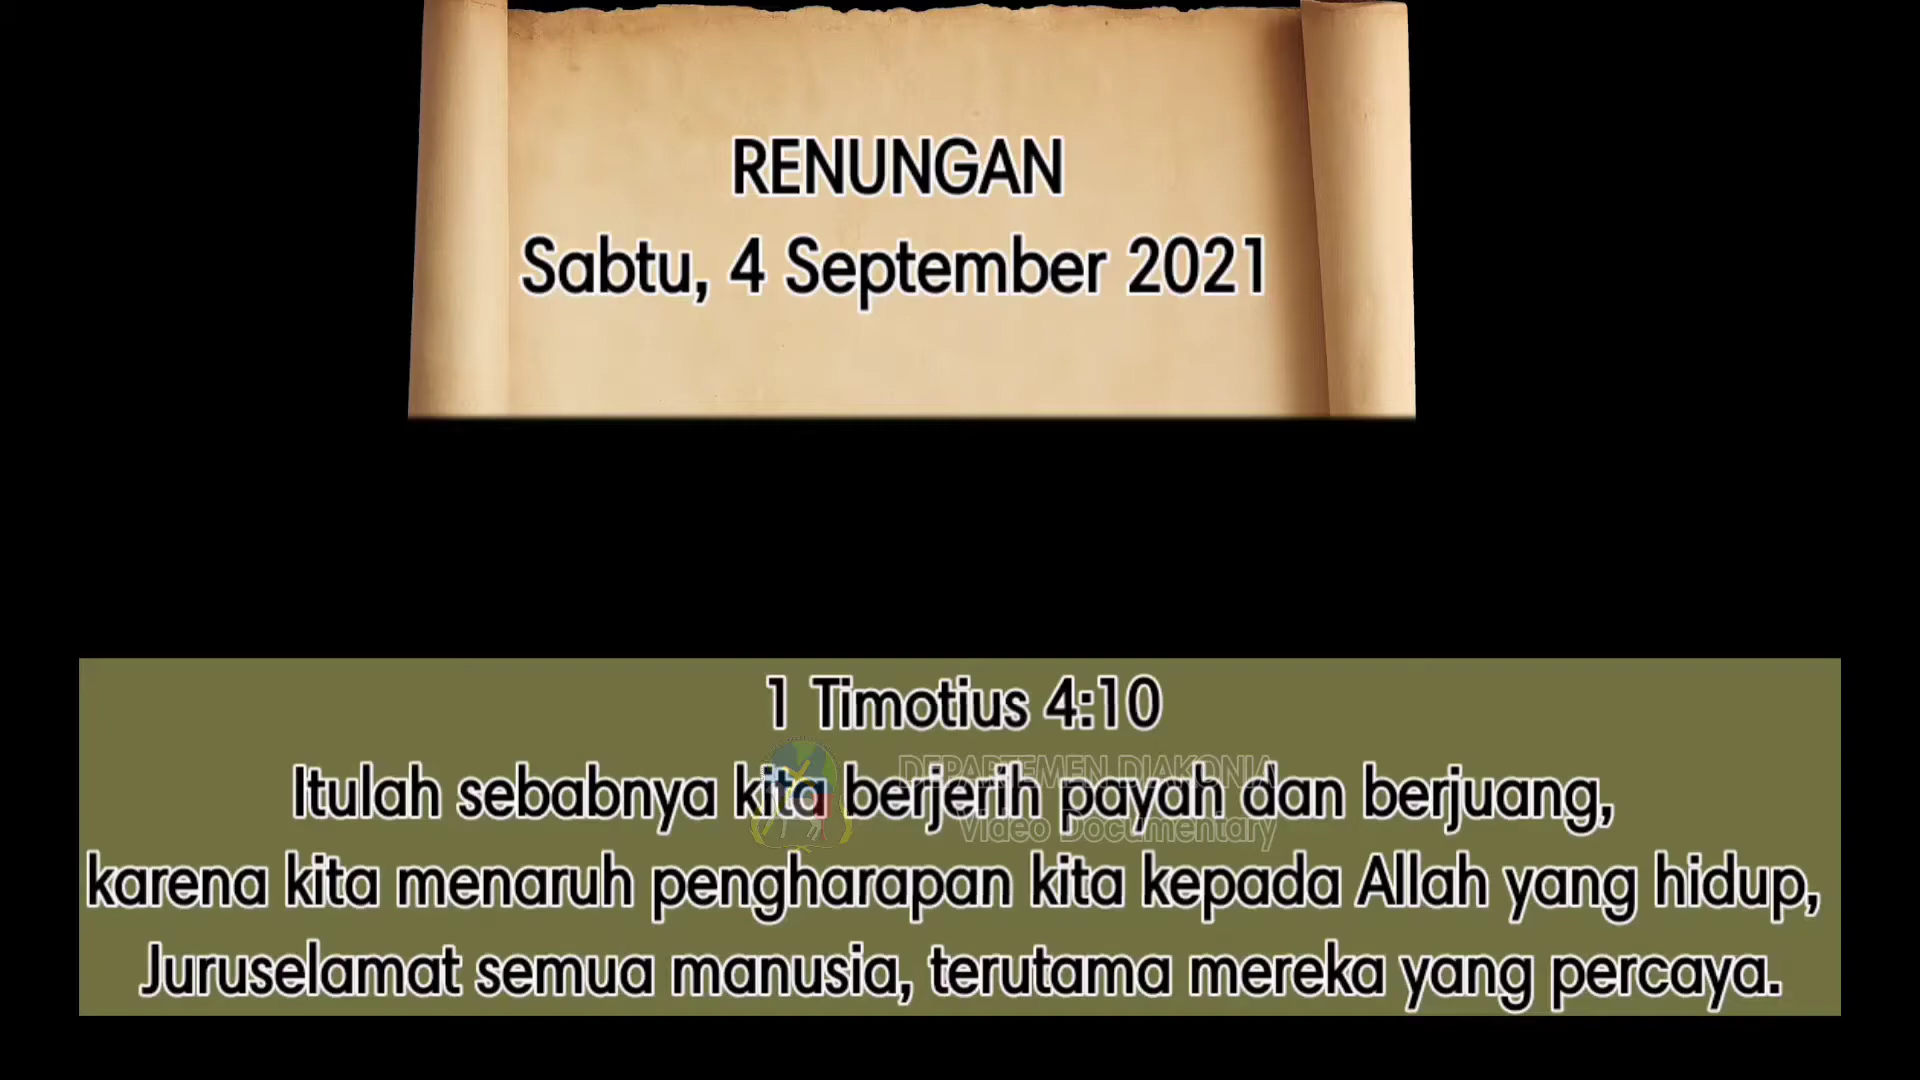 RENUNGAN
Sabtu, 4 September 2021
1 Timotius 4:10
DEPARTEMEN DIAKONIA
Itulah sebabnya kita berjerih payah dan berjuang,
Video Documentary
karena kita menaruh pengharapan kita kepada Allah yang hidup,
Juruselamat semua manusia, terutama mereka yang percaya.